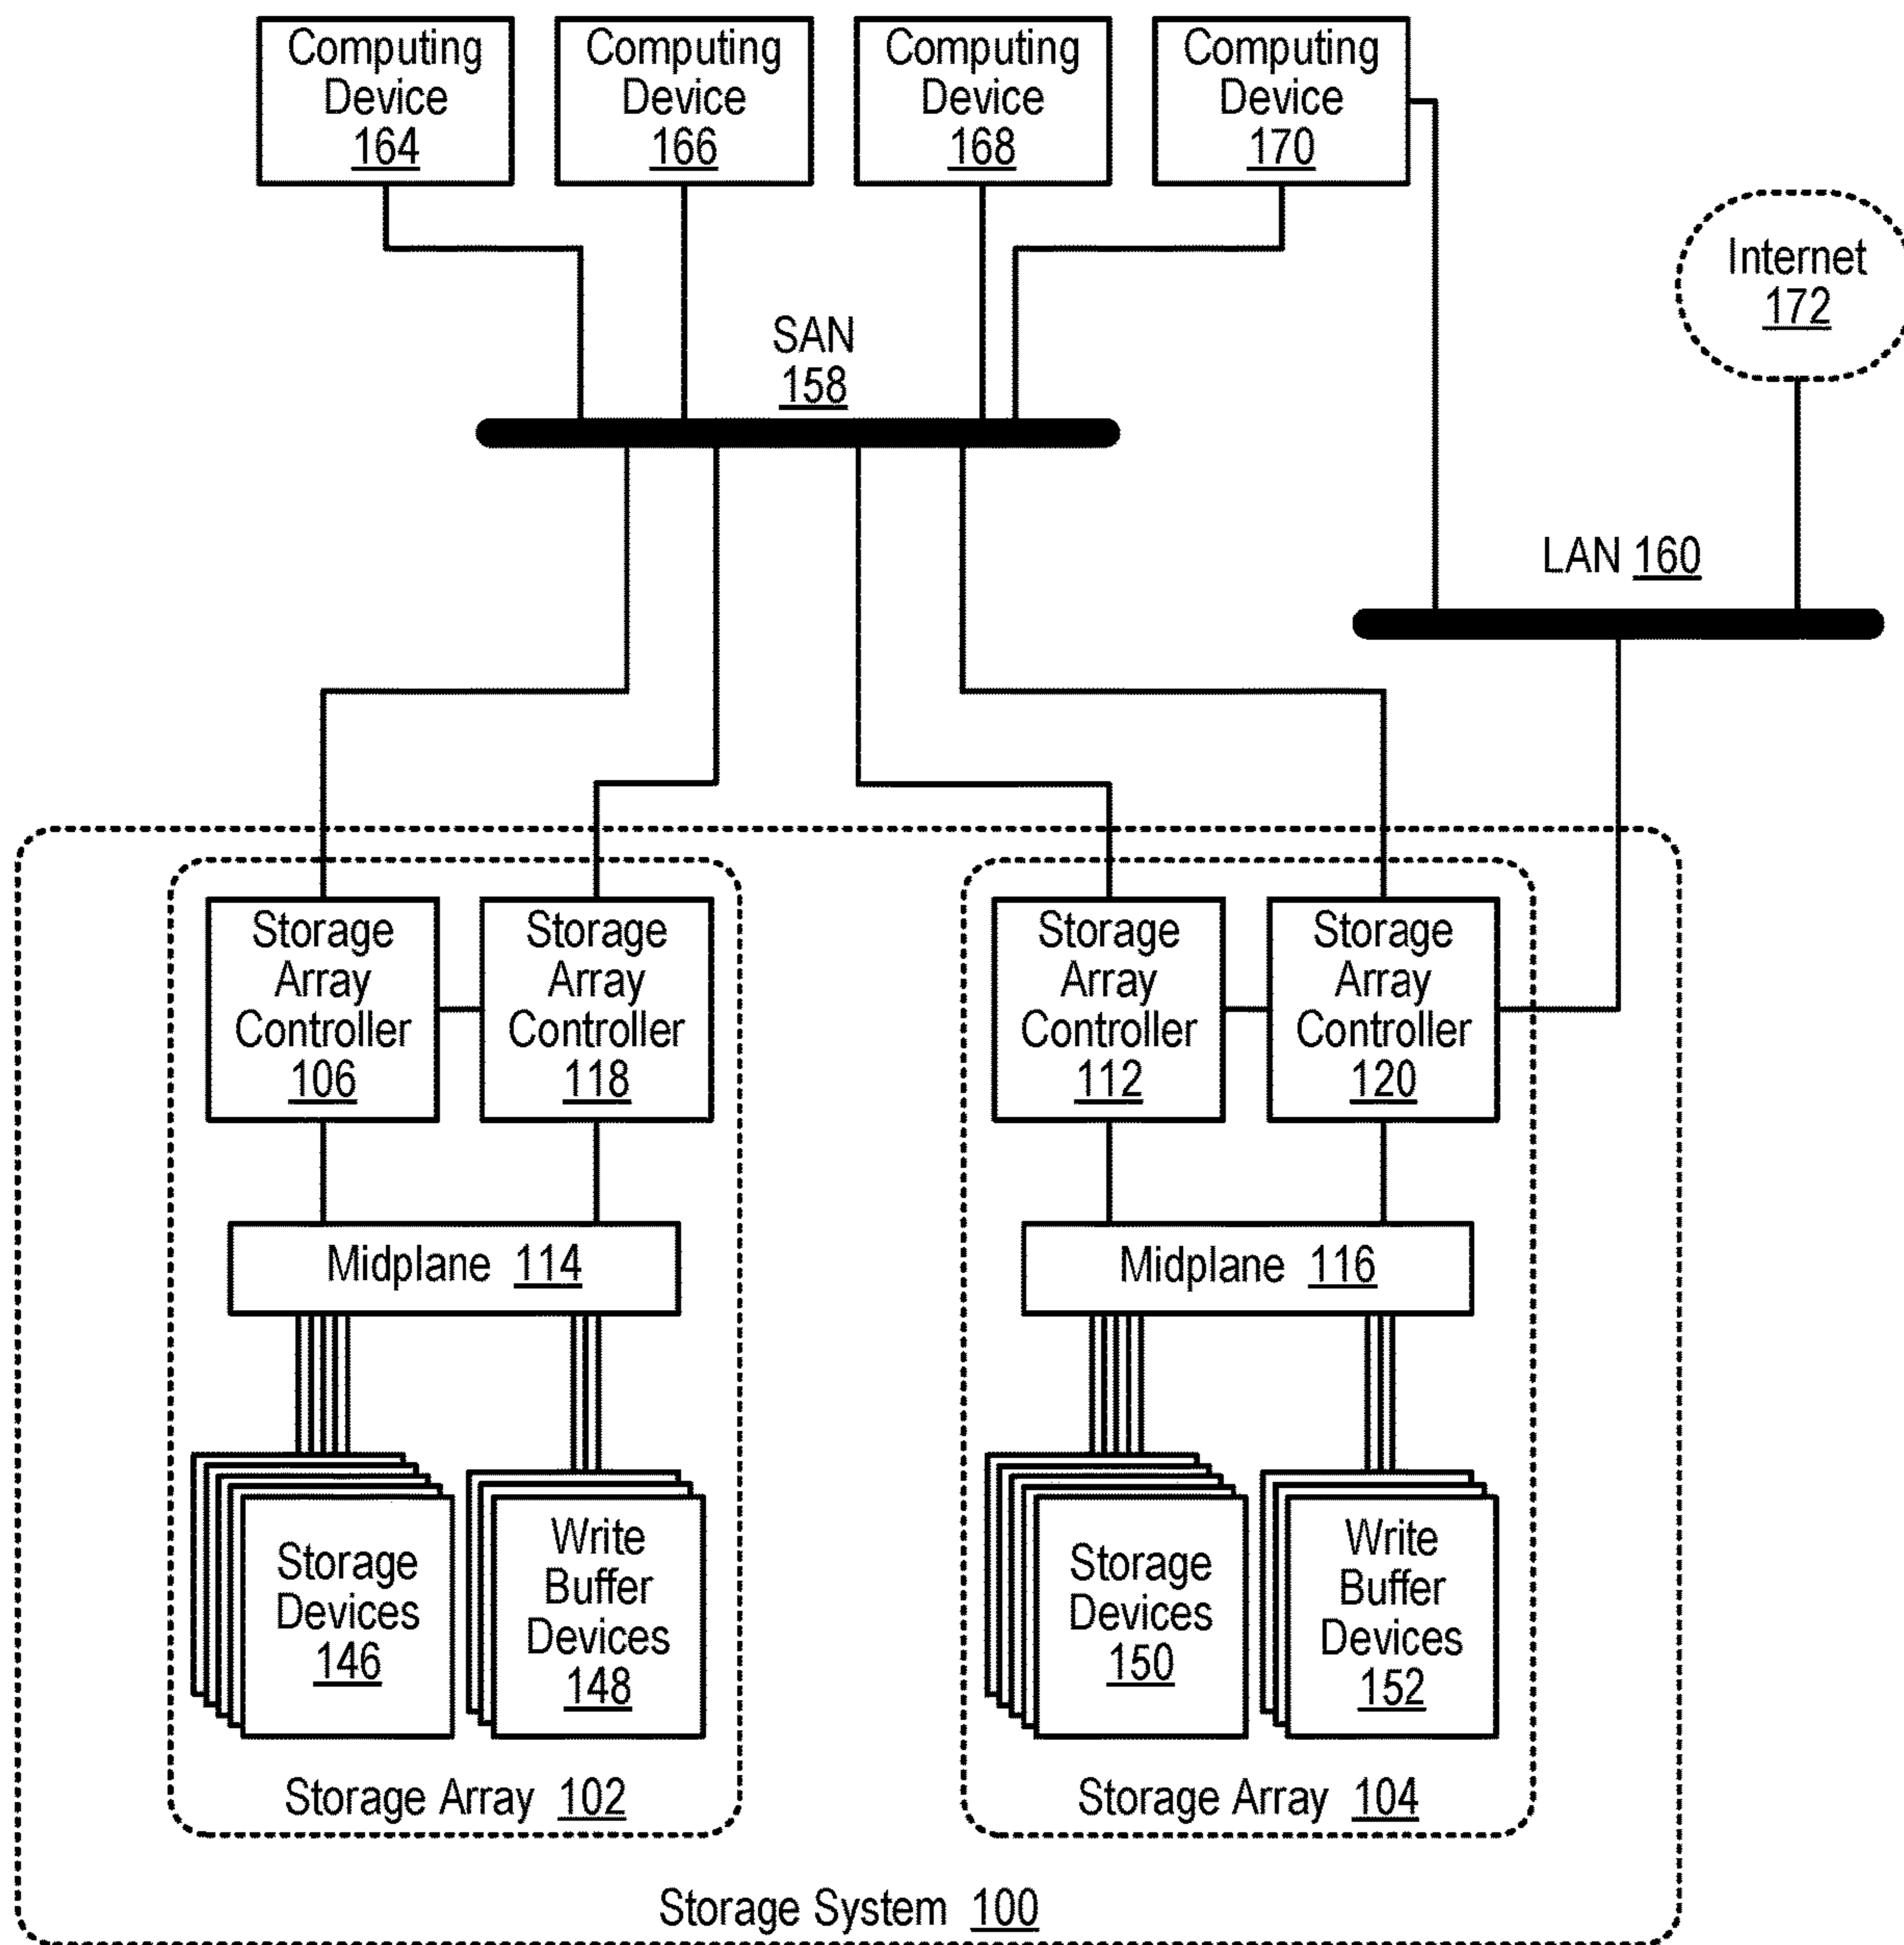 Computing
Device
164
Computing
Device
166
Computing
Device
168
Computing
Device
170
Internet
172
SAN
158
LAN 160
Storage
Array
Controller
106
Storage
Array
Controller
118
Storage
Array
Controller
112
Storage
Array
Controller
120
Midplane 114
Midplane 116
Storage
Devices
146
Write
Buffer
Devices
148
Storage
Devices
150
Write
Buffer
Devices
152
Storage Array 102
Storage Array 104
Storage System 100